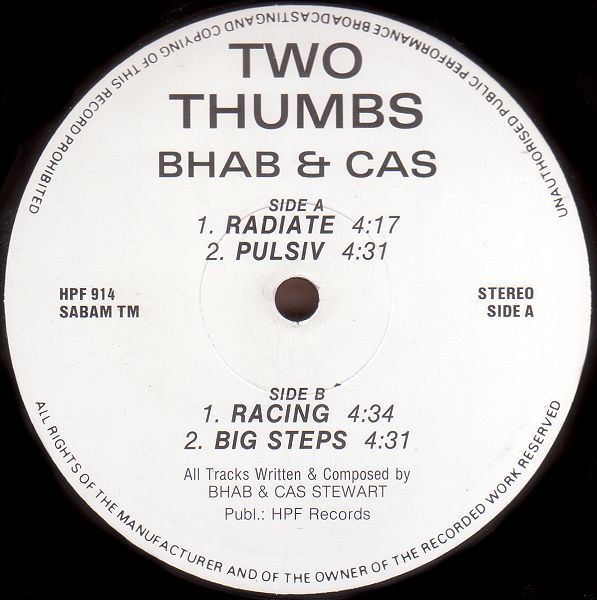 UNAUTHORISED PUBLIC PERFORMANCE BROADCASTING AND COPYING OF THIS RECORD PROHIBITED
TWO
THUMBS
BHAB & CAS
SIDE A
1. RADIATE 4:17
2. PULSIV 4:31
HPF 914
SABAM TM
STEREO
SIDE A
SIDE B
1. RACING 4:34
2. BIG STEPS 4:31
All Tracks Written & Composed by
BHAB & CAS STEWART
Publ.: HPF Records
ALL RIGHTS OF THE MANUFACTURER AND OF THE OWNER OF THE RECORDED WORK RESERVED